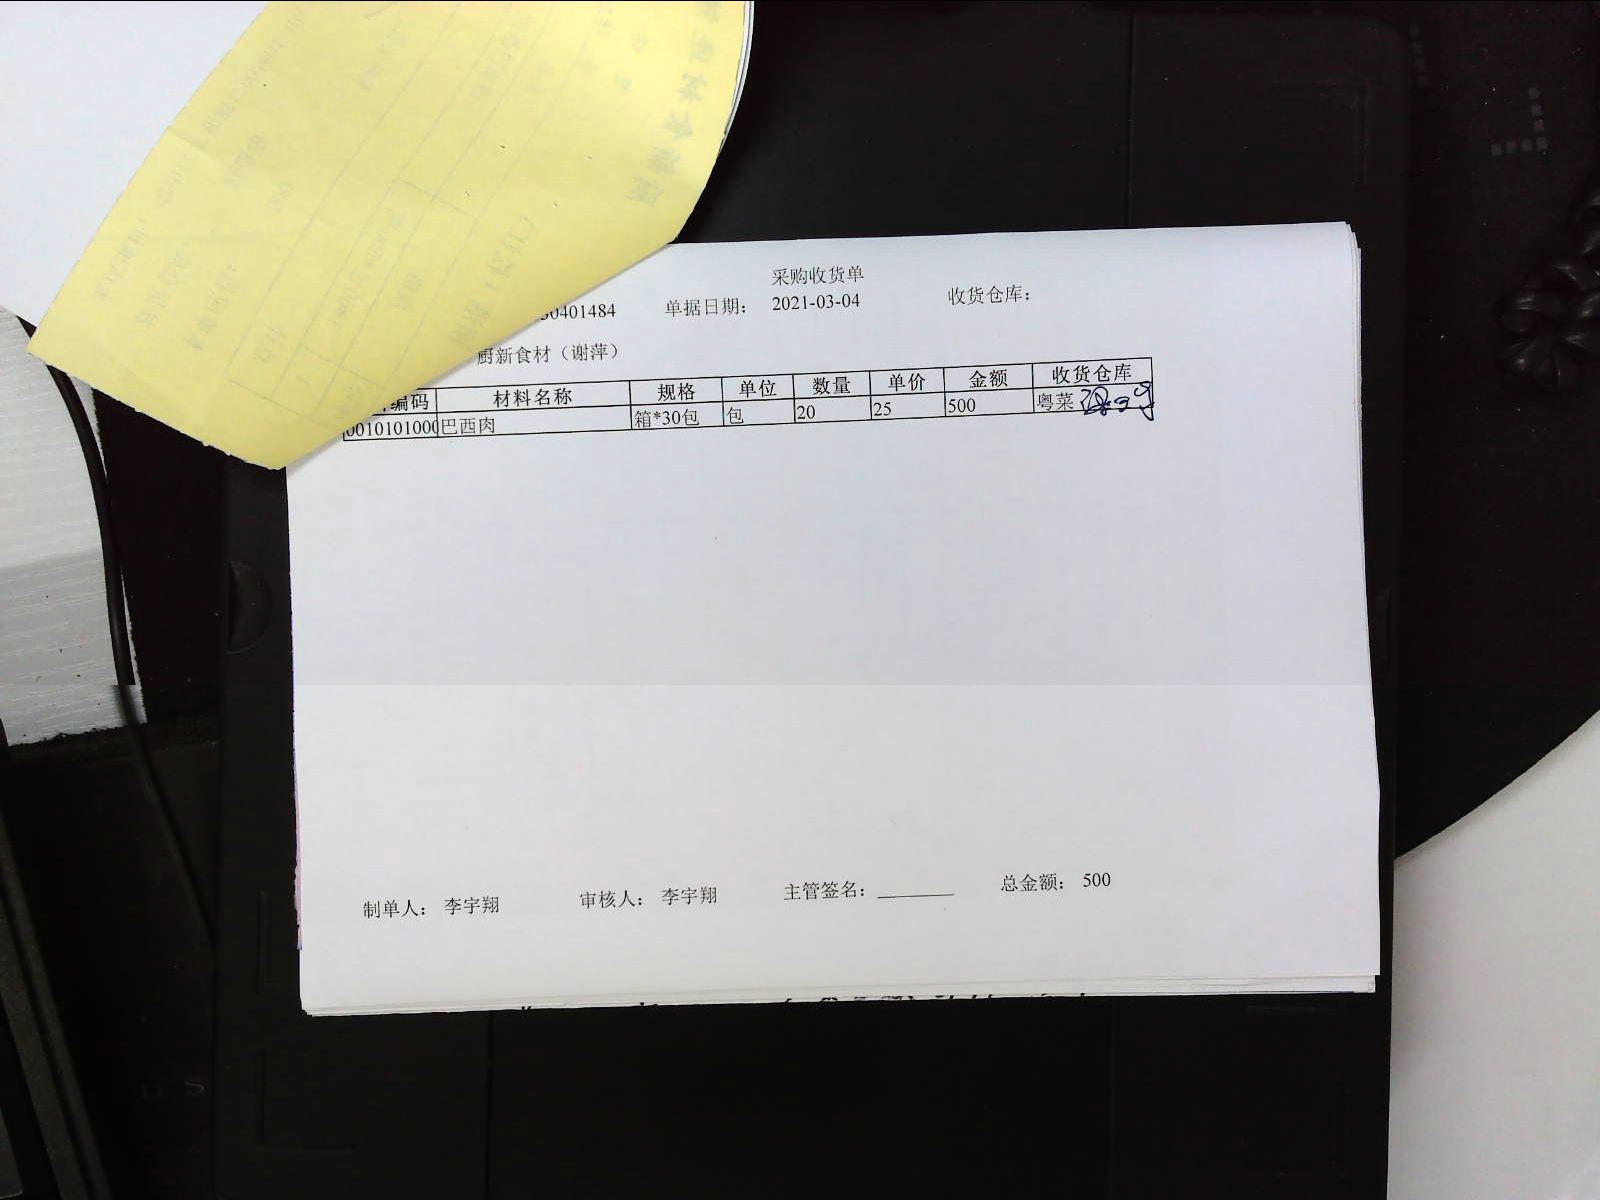 采购收货单
30401484 单据日期： 2021-03-04 收货仓库：
厨新食材（谢萍）
编码 材料名称 规格 单位 数量 单价 金额 收货仓库
0010101000 巴西肉 箱*30包 包 20 25 500 粤菜
制单人： 李宇翔 审核人： 李宇翔 主管签名： 总金额： 500